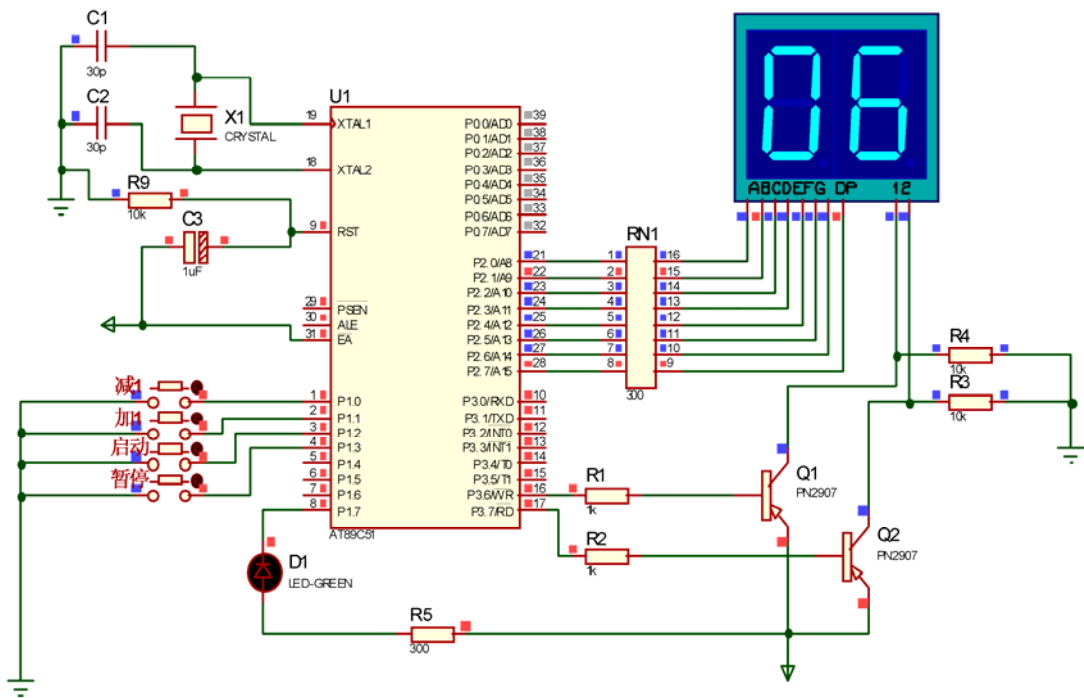 C1
30p
C2
30p
X1
CRYSTAL
R9
10k
C3
1uF
U1
19 XTAL1
18 XTAL2
9 RST
29 PSEN
30 ALE
31 EA
1 P1.0
2 P1.1
3 P1.2
4 P1.3
5 P1.4
6 P1.5
7 P1.6
8 P1.7
P0.0/AD0 39
P0.1/AD1 38
P0.2/AD2 37
P0.3/AD3 36
P0.4/AD4 35
P0.5/AD5 34
P0.6/AD6 33
P0.7/AD7 32
P2.0/A8 21
P2.1/A9 22
P2.2/A10 23
P2.3/A11 24
P2.4/A12 25
P2.5/A13 26
P2.6/A14 27
P2.7/A15 28
P3.0/RXD 10
P3.1/TXD 11
P3.2/INT0 12
P3.3/INT1 13
P3.4/T0 14
P3.5/T1 15
P3.6/WR 16
P3.7/RD 17
AT89C51
减1
加1
启动
暂停
D1
LED-GREEN
R5
300
RN1
1 16
2 15
3 14
4 13
5 12
6 11
7 10
8 9
300
06
ABCDEFG DP 12
R4
10k
R3
10k
R1
1k
R2
1k
Q1
PN2907
Q2
PN2907